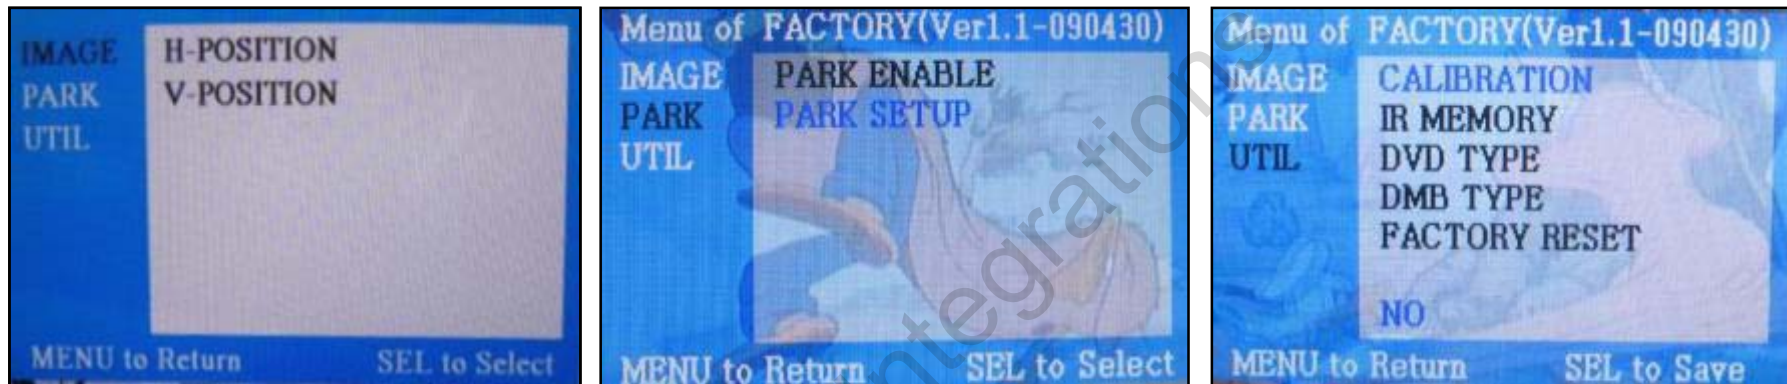 IMAGE H-POSITION
PARK V-POSITION
UTIL
MENU to Return SEL to Select
Menu of FACTORY(Ver1.1-090430)
IMAGE PARK ENABLE
PARK PARK SETUP
UTIL
MENU to Return SEL to Select
Menu of FACTORY(Ver1.1-090430)
IMAGE CALIBRATION
PARK IR MEMORY
UTIL DVD TYPE
DMB TYPE
FACTORY RESET
NO
MENU to Return SEL to Save
ntegrations